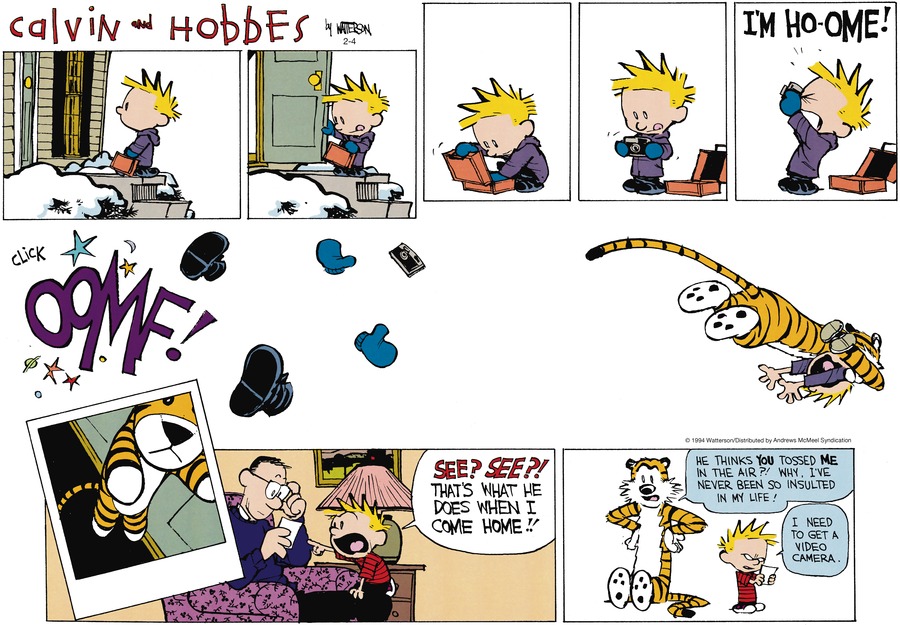 CALVIN and HOBBES
by WATTERSON
2-4
I'M HO-OME!
CLICK
OOMF!
© 1994 Watterson/Distributed by Andrews McMeel Syndication
SEE? SEE?!
THAT'S WHAT HE
DOES WHEN I
COME HOME!!
HE THINKS YOU TOSSED ME
IN THE AIR?!  WHY, I'VE
NEVER BEEN SO INSULTED
IN MY LIFE!
I NEED
TO GET A
VIDEO
CAMERA.